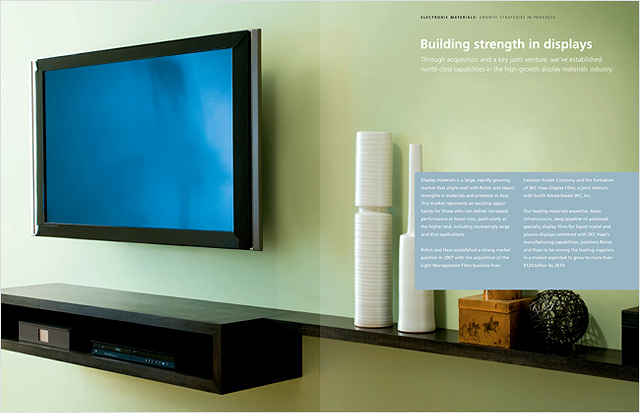 ELECTRONIC MATERIALS: GROWTH STRATEGIES IN PROGRESS
Building strength in displays
Through acquisition and a key joint venture, we've established
world-class capabilities in the high-growth display materials industry.
Display materials is a large, rapidly growing
market that aligns well with Rohm and Haas's
strengths in materials and presence in Asia.
This market represents an exciting oppor-
tunity for those who can deliver increased
performance at lower cost, particularly at
the higher end, including increasingly large
and thin applications.
Rohm and Haas established a strong market
position in 2007 with the acquisition of the
Light Management Films business from
Eastman Kodak Company and the formation
of SKC Haas Display Films, a joint venture
with South Korea-based SKC, Inc.
Our leading materials expertise, Asian
infrastructure, deep pipeline of advanced
specialty display films for liquid crystal and
plasma displays combined with SKC Haas's
manufacturing capabilities, positions Rohm
and Haas to be among the leading suppliers
in a market expected to grow to more than
$120 billion by 2010.